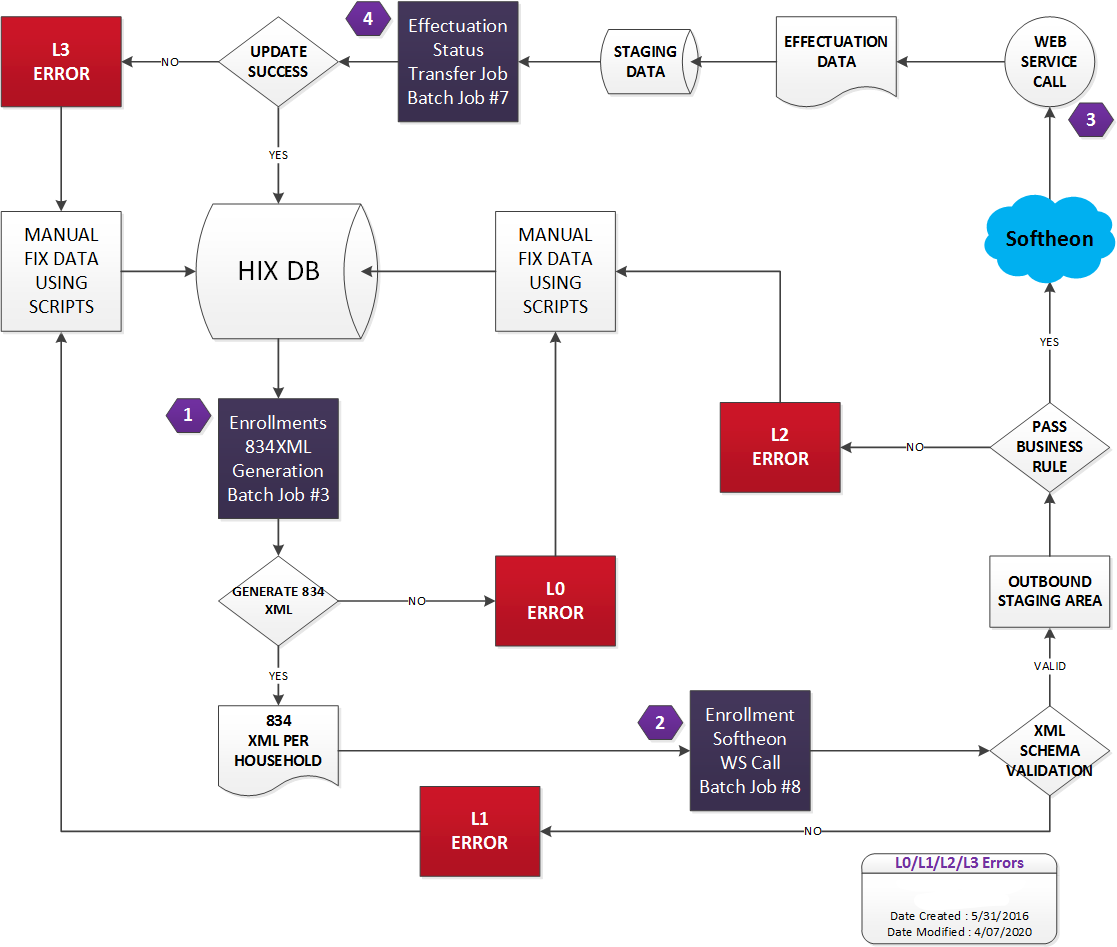 L3
ERROR
NO
UPDATE
SUCCESS
4
Effectuation
Status
Transfer Job
Batch Job #7
STAGING
DATA
EFFECTUATION
DATA
WEB
SERVICE
CALL
3
YES
MANUAL
FIX DATA
USING
SCRIPTS
HIX DB
MANUAL
FIX DATA
USING
SCRIPTS
Softheon
YES
1
Enrollments
834XML
Generation
Batch Job #3
L2
ERROR
NO
PASS
BUSINESS
RULE
GENERATE 834
XML
NO
L0
ERROR
OUTBOUND
STAGING AREA
YES
VALID
834
XML PER
HOUSEHOLD
2
Enrollment
Softheon
WS Call
Batch Job #8
XML
SCHEMA
VALIDATION
L1
ERROR
NO
L0/L1/L2/L3 Errors
Date Created : 5/31/2016
Date Modified : 4/07/2020